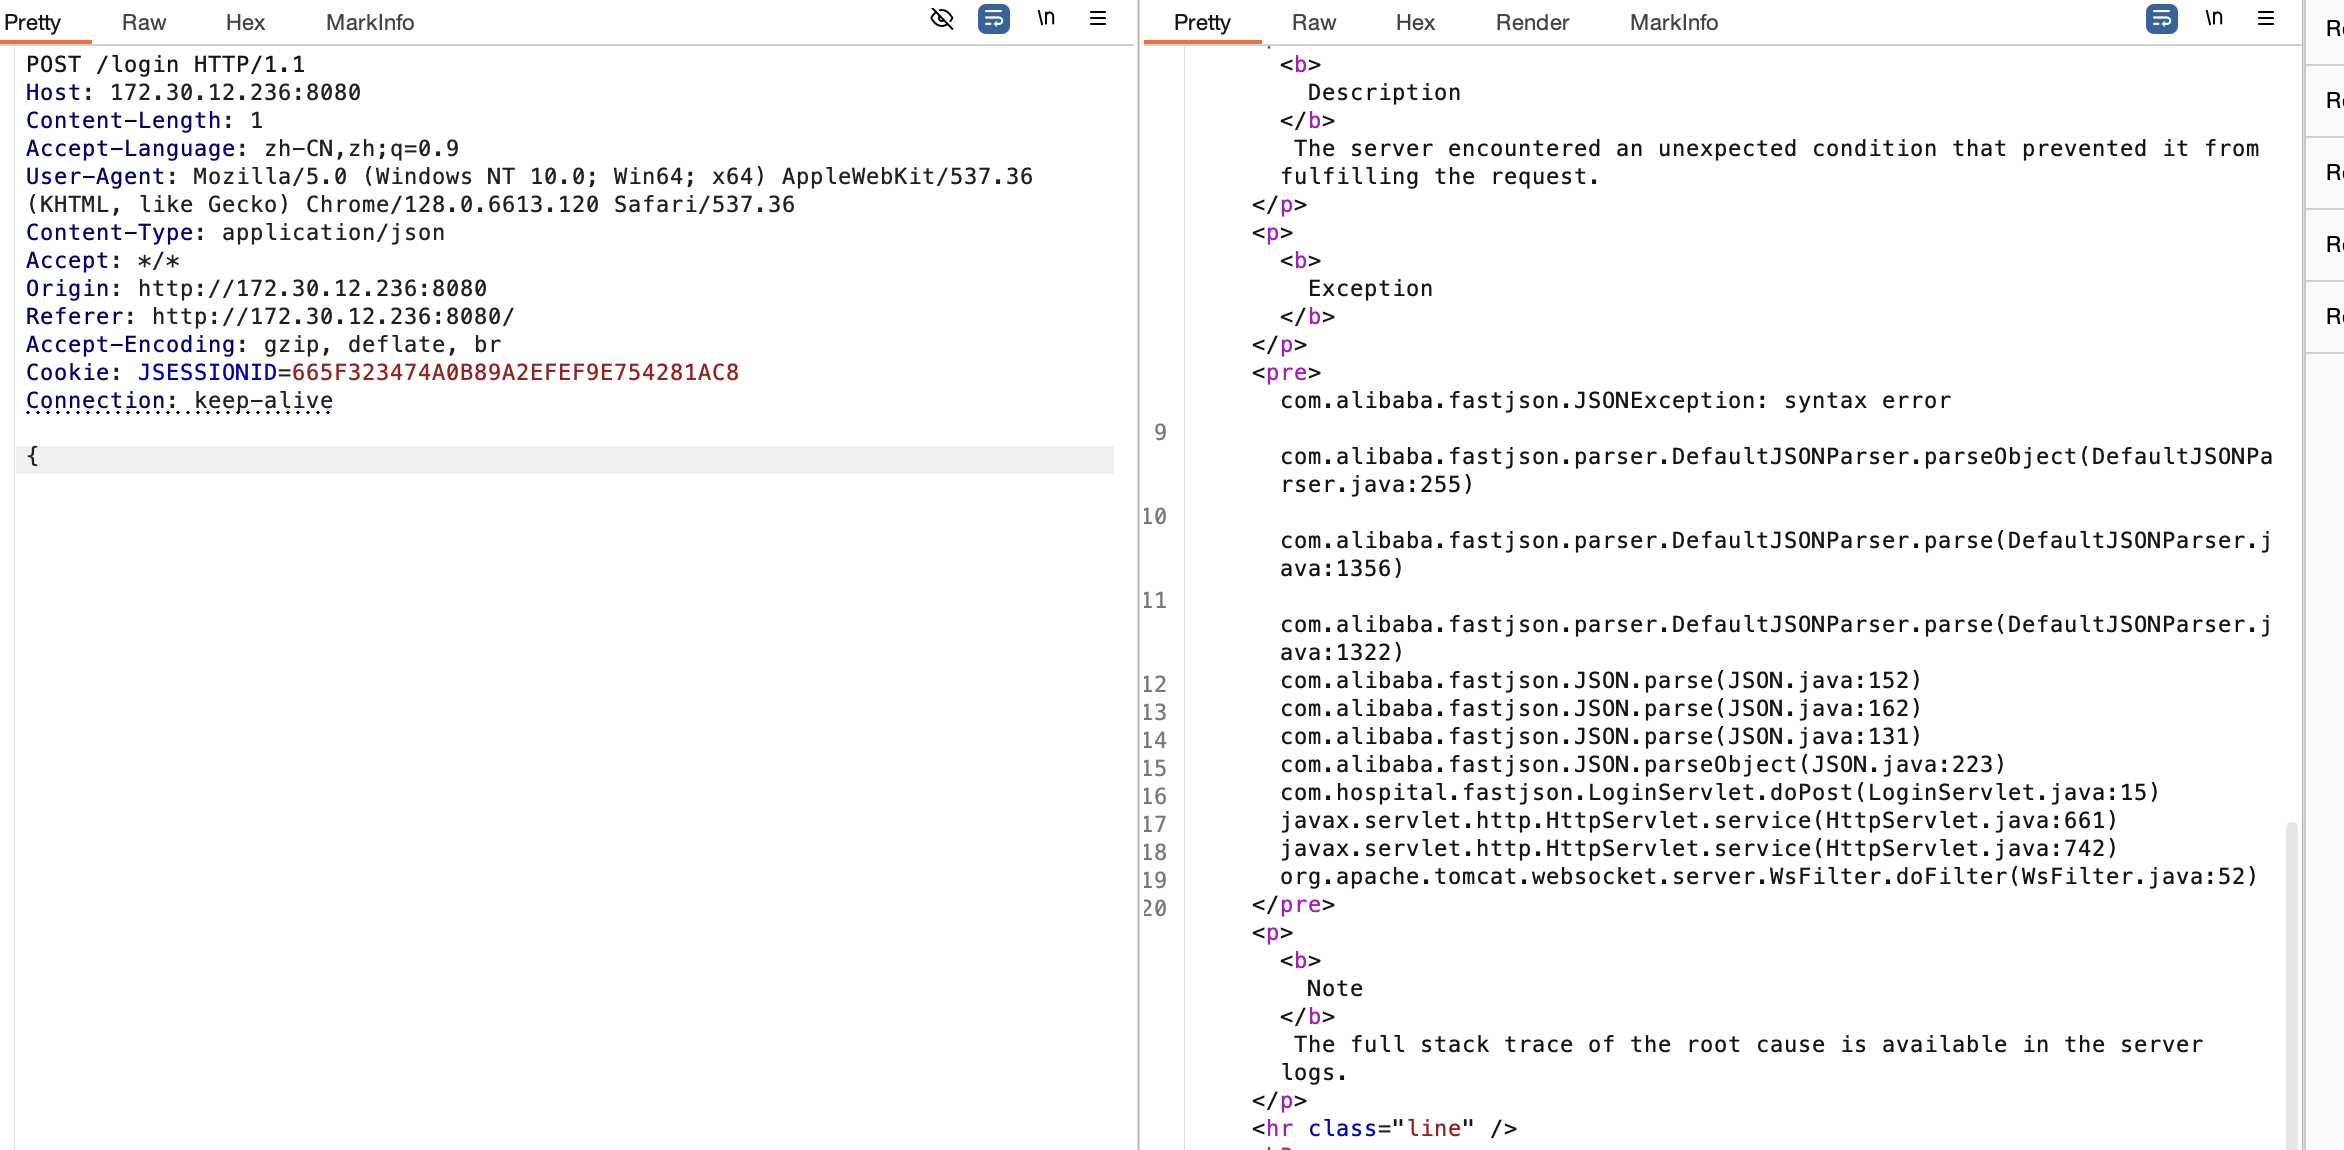 Pretty Raw Hex MarkInfo \n
POST /login HTTP/1.1
Host: 172.30.12.236:8080
Content-Length: 1
Accept-Language: zh-CN,zh;q=0.9
User-Agent: Mozilla/5.0 (Windows NT 10.0; Win64; x64) AppleWebKit/537.36
(KHTML, like Gecko) Chrome/128.0.6613.120 Safari/537.36
Content-Type: application/json
Accept: */*
Origin: http://172.30.12.236:8080
Referer: http://172.30.12.236:8080/
Accept-Encoding: gzip, deflate, br
Cookie: JSESSIONID=665F323474A0B89A2EFEF9E754281AC8
Connection: keep-alive
{
Pretty Raw Hex Render MarkInfo \n
<b>
Description
</b>
The server encountered an unexpected condition that prevented it from
fulfilling the request.
</p>
<p>
<b>
Exception
</b>
</p>
<pre>
com.alibaba.fastjson.JSONException: syntax error
9
com.alibaba.fastjson.parser.DefaultJSONParser.parseObject(DefaultJSONPa
rser.java:255)
10
com.alibaba.fastjson.parser.DefaultJSONParser.parse(DefaultJSONParser.j
ava:1356)
11
com.alibaba.fastjson.parser.DefaultJSONParser.parse(DefaultJSONParser.j
ava:1322)
12 com.alibaba.fastjson.JSON.parse(JSON.java:152)
13 com.alibaba.fastjson.JSON.parse(JSON.java:162)
14 com.alibaba.fastjson.JSON.parse(JSON.java:131)
15 com.alibaba.fastjson.JSON.parseObject(JSON.java:223)
16 com.hospital.fastjson.LoginServlet.doPost(LoginServlet.java:15)
17 javax.servlet.http.HttpServlet.service(HttpServlet.java:661)
18 javax.servlet.http.HttpServlet.service(HttpServlet.java:742)
19 org.apache.tomcat.websocket.server.WsFilter.doFilter(WsFilter.java:52)
20 </pre>
<p>
<b>
Note
</b>
The full stack trace of the root cause is available in the server
logs.
</p>
<hr class="line" />